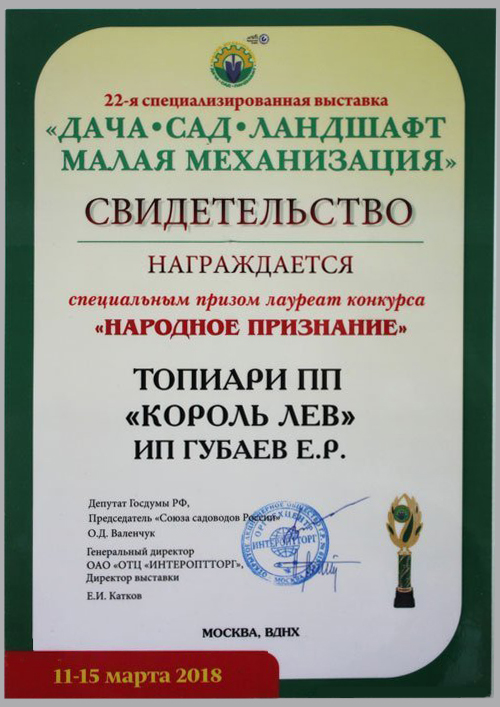 22-я специализированная выставка
«ДАЧА•САД•ЛАНДШАФТ
МАЛАЯ МЕХАНИЗАЦИЯ»
СВИДЕТЕЛЬСТВО
НАГРАЖДАЕТСЯ
специальным призом лауреат конкурса
«НАРОДНОЕ ПРИЗНАНИЕ»
ТОПИАРИ ПП
«КОРОЛЬ ЛЕВ»
ИП ГУБАЕВ Е.Р.
Депутат Госдумы РФ,
Председатель «Союза садоводов России»
О.Д. Валенчук
Генеральный директор
ОАО «ОТЦ «ИНТЕРОПТТОРГ»,
Директор выставки
Е.И. Катков
ИНТЕРОПТТОРГ
МОСКВА, ВДНХ
11-15 марта 2018